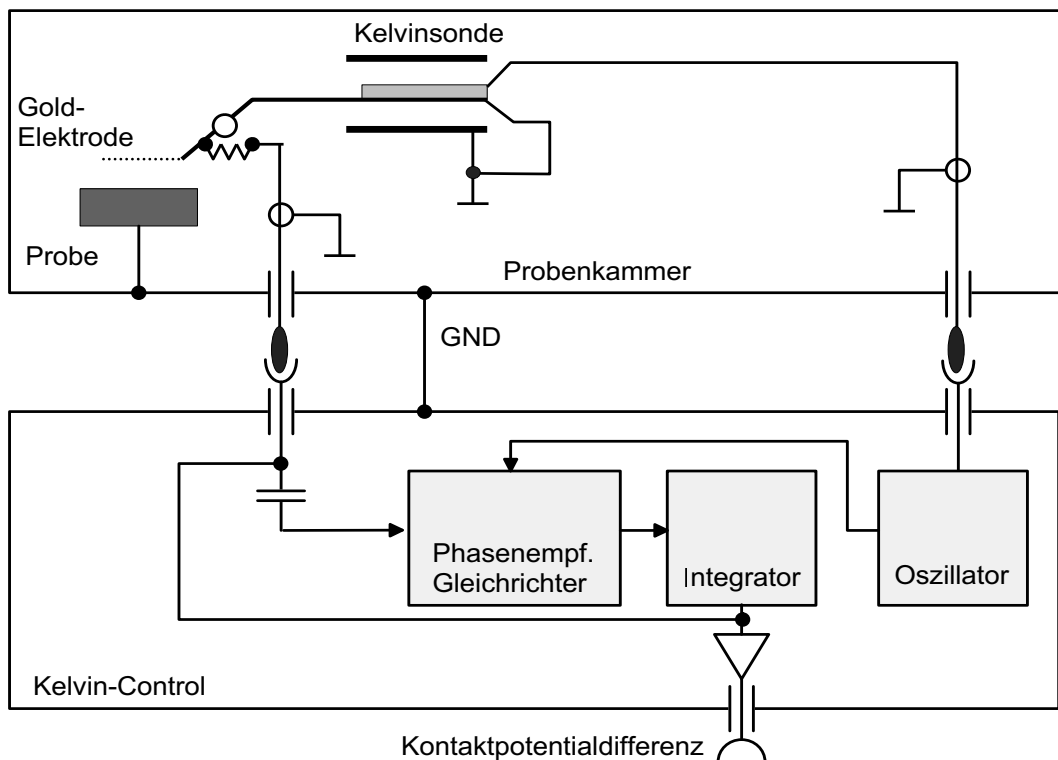 Kelvinsonde
Gold-
Elektrode
Probe
Probenkammer
GND
Phasenempf.
Gleichrichter
Integrator
Oszillator
Kelvin-Control
Kontaktpotentialdifferenz